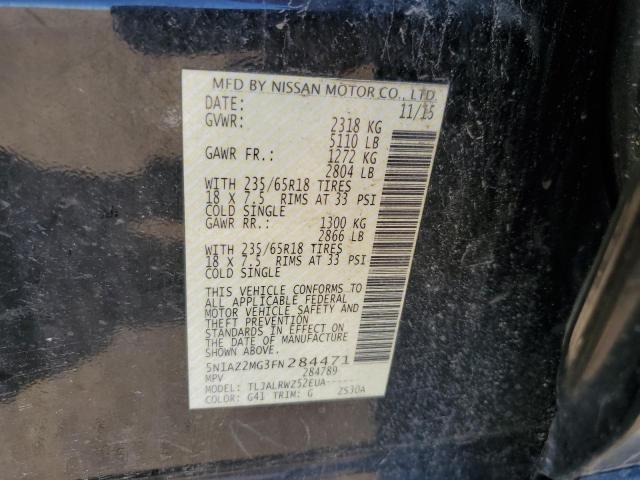 MFD BY NISSAN MOTOR CO., LTD.
DATE: 11/15
GVWR: 2318 KG
5110 LB
GAWR FR.: 1272 KG
2804 LB
WITH 235/65R18 TIRES
18 X 7.5 RIMS AT 33 PSI
COLD SINGLE
GAWR RR.: 1300 KG
2866 LB
WITH 235/65R18 TIRES
18 X 7.5 RIMS AT 33 PSI
COLD SINGLE
THIS VEHICLE CONFORMS TO
ALL APPLICABLE FEDERAL
MOTOR VEHICLE SAFETY AND
THEFT PREVENTION
STANDARDS IN EFFECT ON
THE DATE OF MANUFACTURE
SHOWN ABOVE.
5N1AZ2MG3FN284471
MPV 284789
MODEL: TLJALRWZ52EUA-----
COLOR: G41 TRIM: G ZS30A